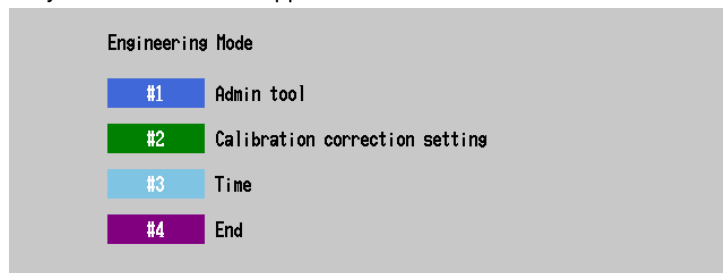 Engineering Mode
#1 Admin tool
#2 Calibration correction setting
#3 Time
#4 End